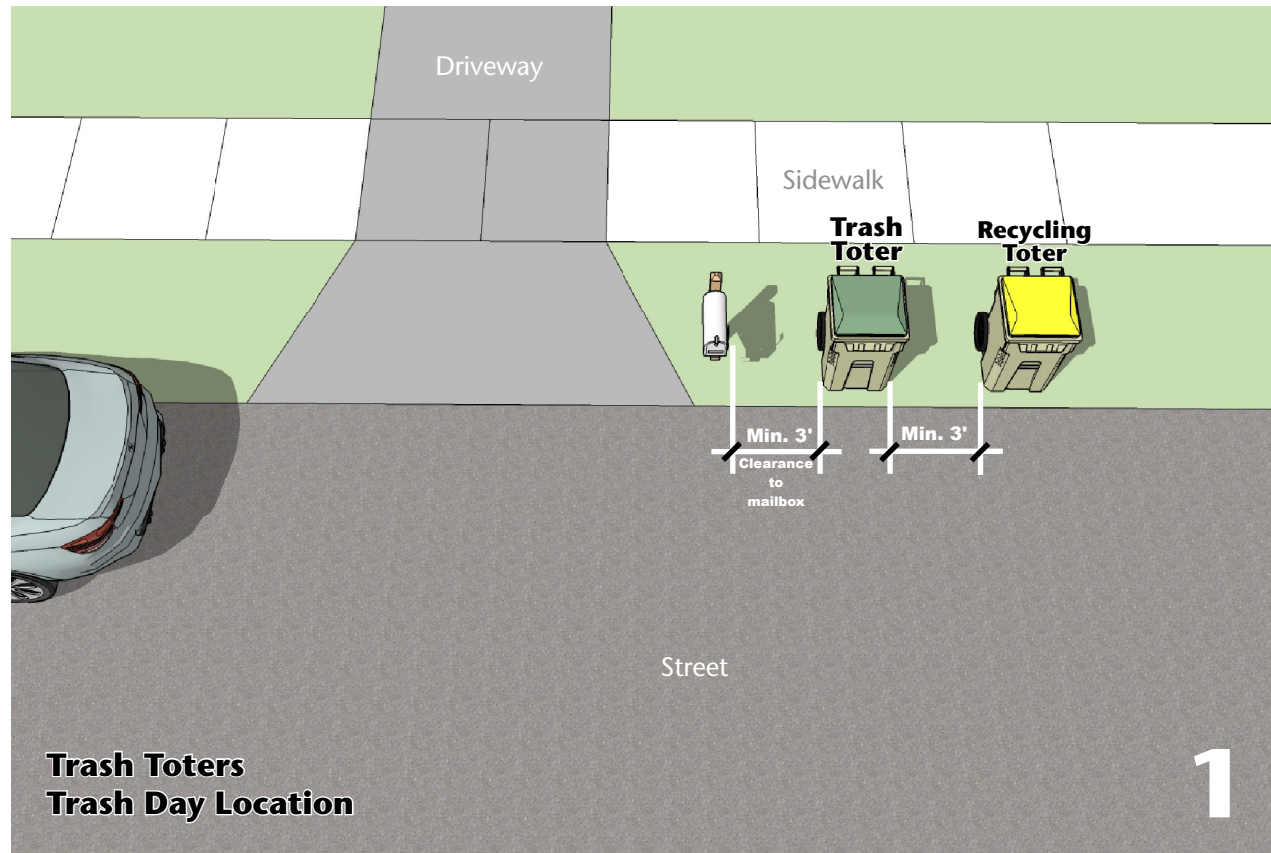 Driveway
Sidewalk
Trash
Toter
Recycling
Toter
Min. 3'
Clearance
to
mailbox
Min. 3'
Street
Trash Toters
Trash Day Location
1